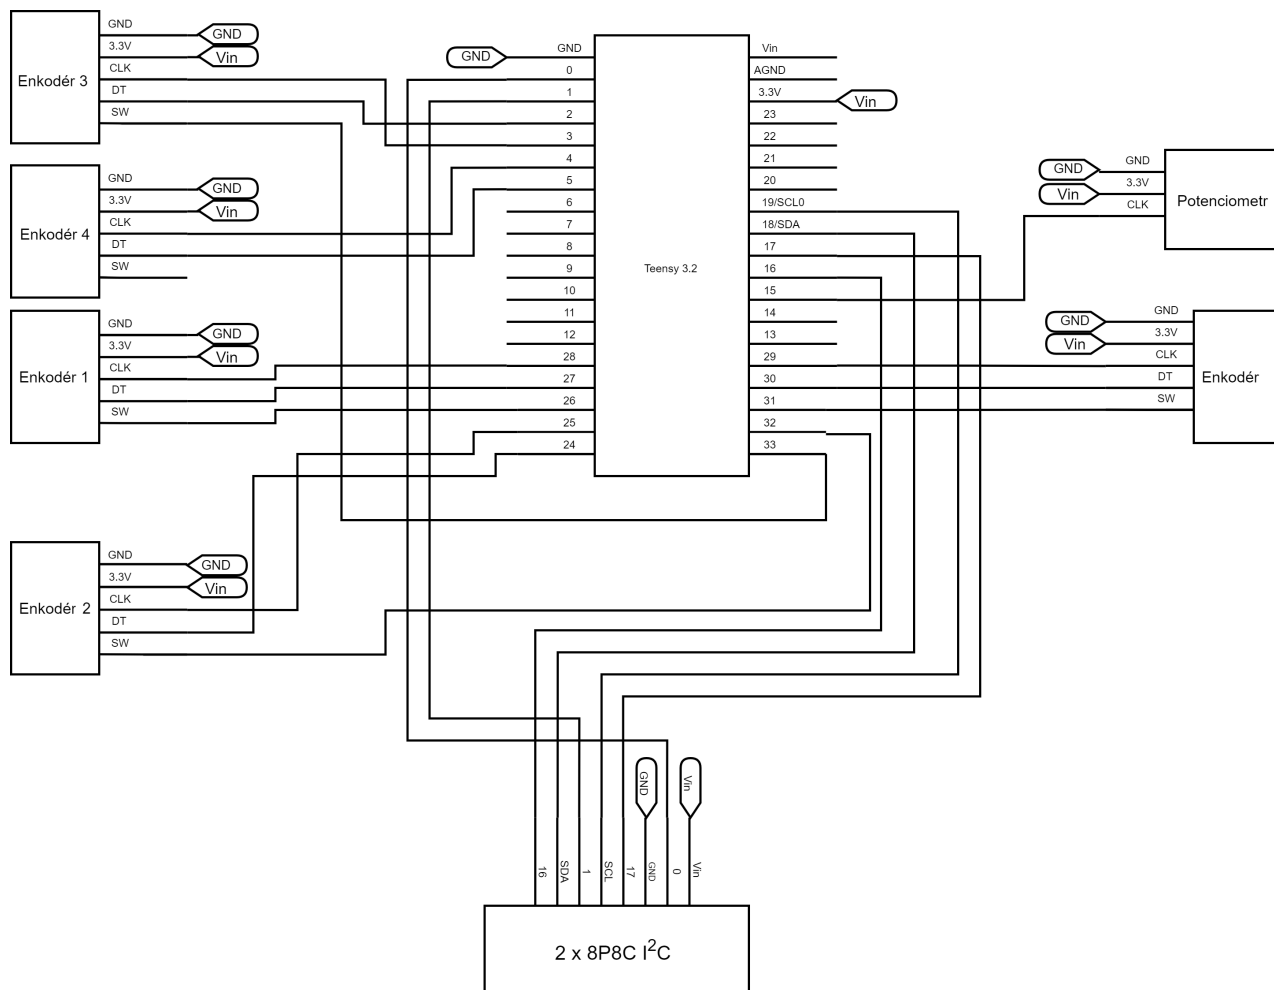 Enkodér 3
GND
3.3V
CLK
DT
SW
GND
Vin
Enkodér 4
GND
3.3V
CLK
DT
SW
GND
Vin
Enkodér 1
GND
3.3V
CLK
DT
SW
GND
Vin
Enkodér 2
GND
3.3V
CLK
DT
SW
GND
Vin
GND
GND
0
1
2
3
4
5
6
7
8
9
10
11
12
28
27
26
25
24
Teensy 3.2
Vin
AGND
3.3V
23
22
21
20
19/SCL0
18/SDA
17
16
15
14
13
29
30
31
32
33
Vin
GND
Vin
GND
3.3V
CLK
Potenciometr
GND
Vin
GND
3.3V
CLK
DT
SW
Enkodér
GND
Vin
16
SDA
1
SCL
17
GND
0
Vin
2 x 8P8C I²C